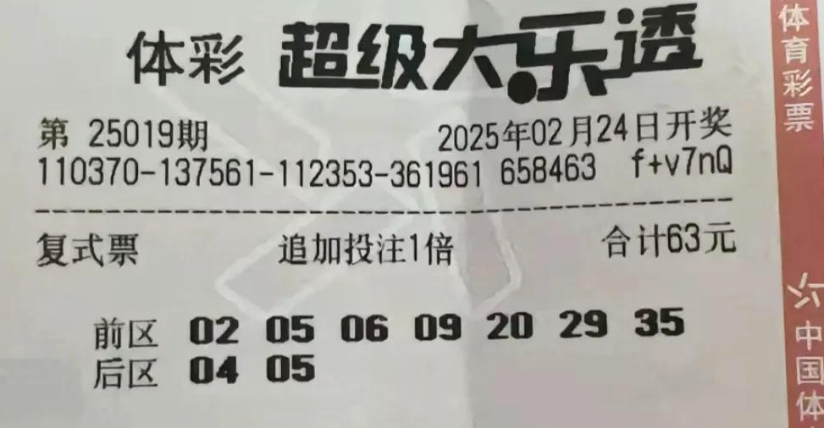 体彩 超级大乐透
第 25019期 2025年02月24日开奖
110370-137561-112353-361961 658463 f+v7nQ
复式票 追加投注1倍 合计63元
前区 02 05 06 09 20 29 35
后区 04 05
体育彩票
中国体